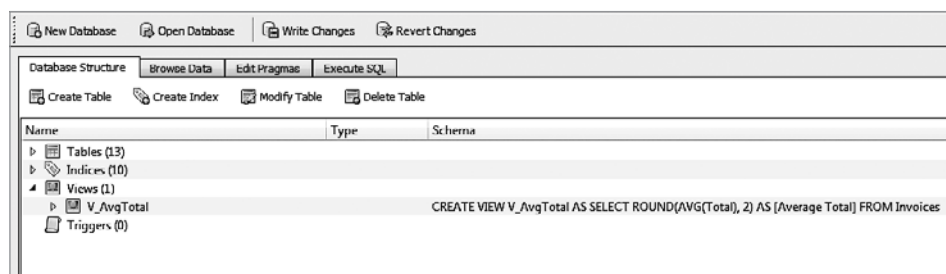 New Database Open Database Write Changes Revert Changes
Database Structure Browse Data Edit Pragmas Execute SQL
Create Table Create Index Modify Table Delete Table
Name Type Schema
Tables (13)
Indices (10)
Views (1)
V_AvgTotal CREATE VIEW V_AvgTotal AS SELECT ROUND(AVG(Total), 2) AS [Average Total] FROM Invoices
Triggers (0)